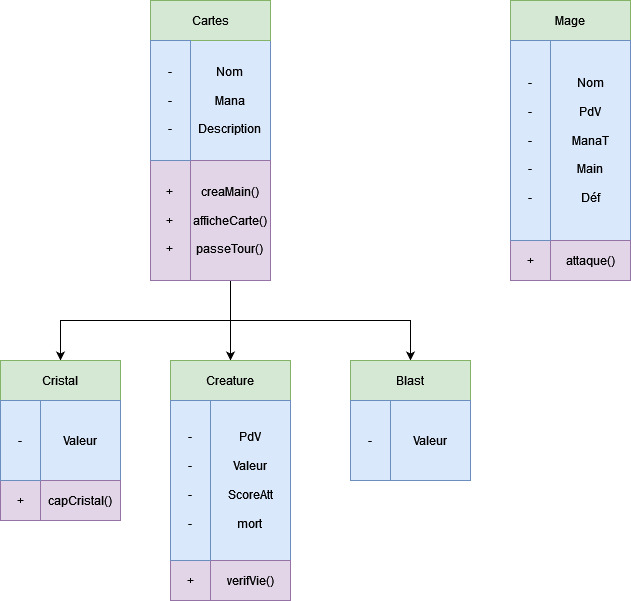 Cartes
- Nom
- Mana
- Description
+ creaMain()
+ afficheCarte()
+ passeTour()
Mage
- Nom
- PdV
- ManaT
- Main
- Déf
+ attaque()
Cristal
- Valeur
+ capCristal()
Creature
- PdV
- Valeur
- ScoreAtt
- mort
+ verifVie()
Blast
- Valeur